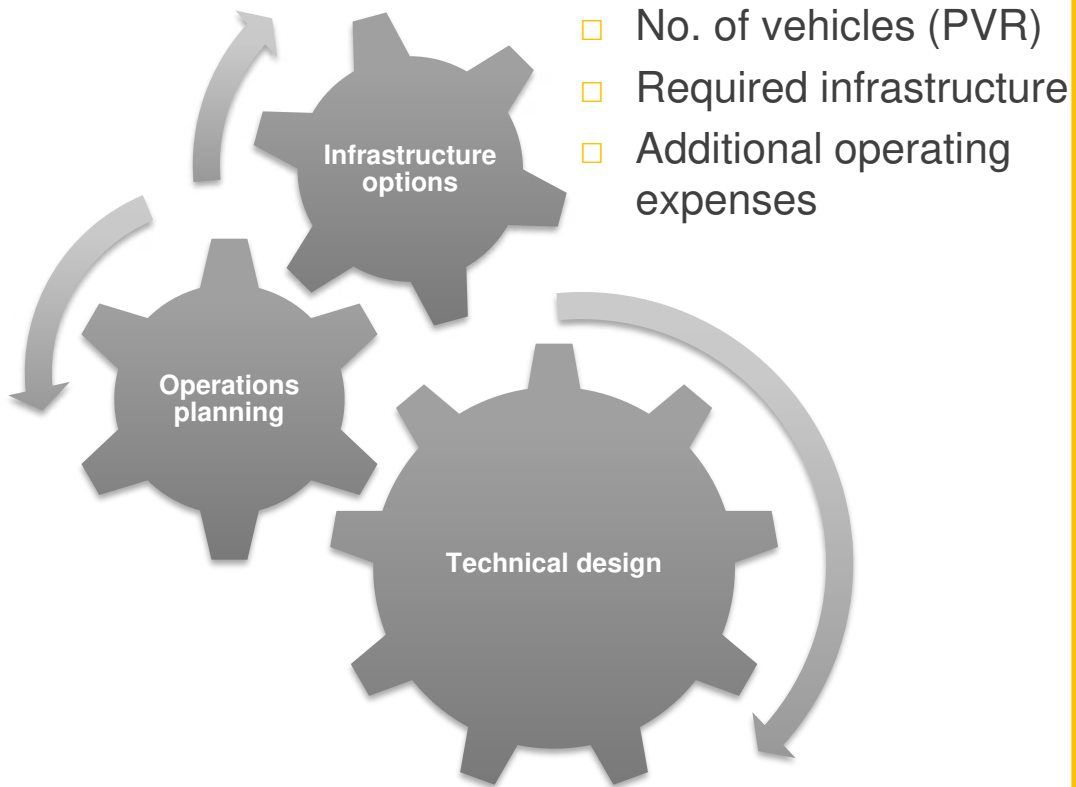 □ No. of vehicles (PVR)
□ Required infrastructure
□ Additional operating
expenses
Infrastructure
options
Operations
planning
Technical design